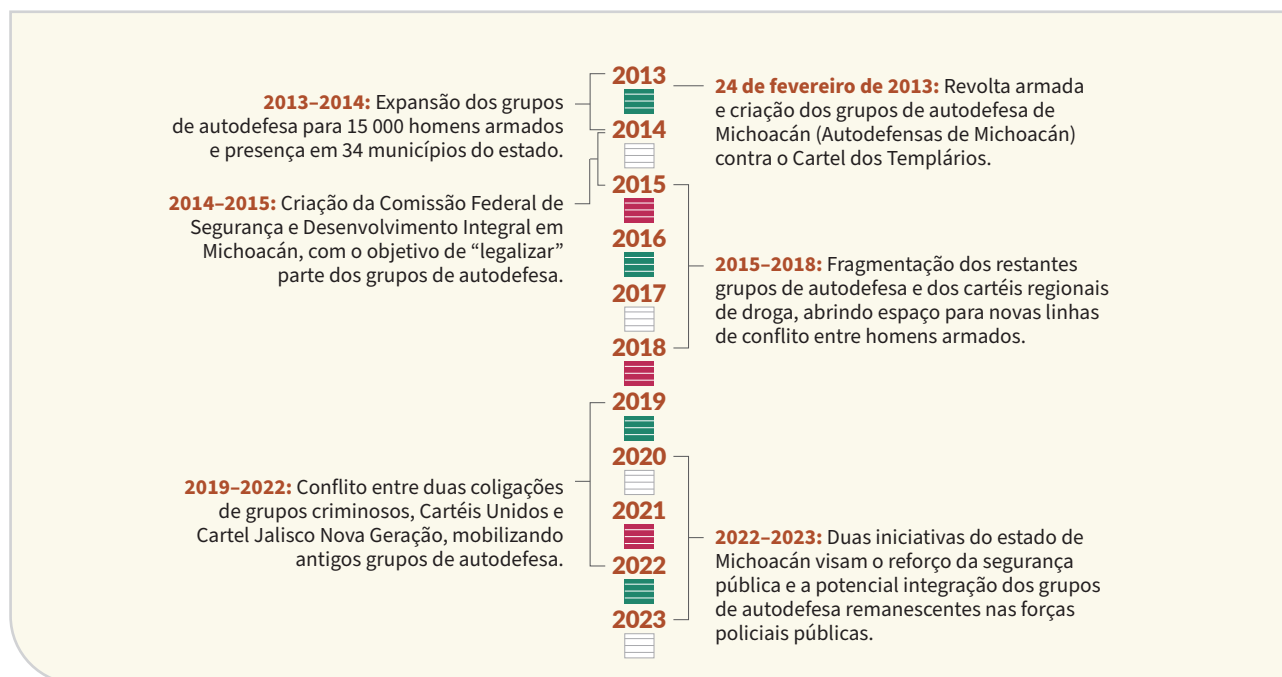 2013
24 de fevereiro de 2013: Revolta armada
e criação dos grupos de autodefesa de
Michoacán (Autodefensas de Michoacán)
contra o Cartel dos Templários.
2013–2014: Expansão dos grupos
de autodefesa para 15 000 homens armados
e presença em 34 municípios do estado.
2014
2015
2014–2015: Criação da Comissão Federal de
Segurança e Desenvolvimento Integral em
Michoacán, com o objetivo de “legalizar”
parte dos grupos de autodefesa.
2016
2015–2018: Fragmentação dos restantes
grupos de autodefesa e dos cartéis regionais
de droga, abrindo espaço para novas linhas
de conflito entre homens armados.
2017
2018
2019
2020
2019–2022: Conflito entre duas coligações
de grupos criminosos, Cartéis Unidos e
Cartel Jalisco Nova Geração, mobilizando
antigos grupos de autodefesa.
2021
2022–2023: Duas iniciativas do estado de
Michoacán visam o reforço da segurança
pública e a potencial integração dos grupos
de autodefesa remanescentes nas forças
policiais públicas.
2022
2023